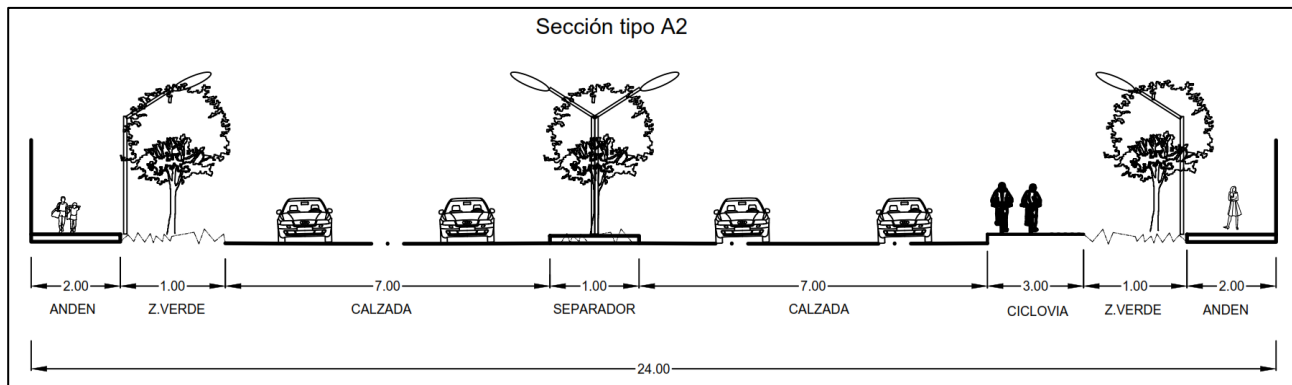 Sección tipo A2
2.00 1.00 7.00 1.00 7.00 3.00 1.00 2.00
ANDEN Z.VERDE CALZADA SEPARADOR CALZADA CICLOVIA Z.VERDE ANDEN
24.00